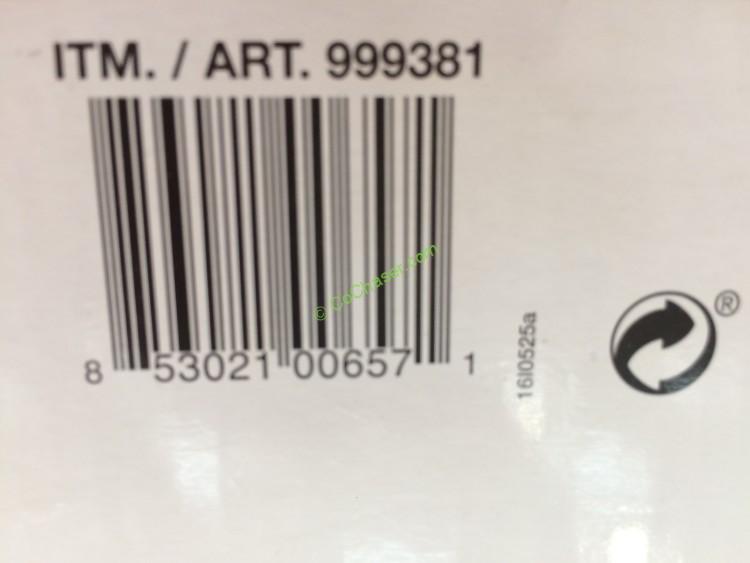 ITM. / ART. 999381
© CoChaser.com
8 53021 00657 1
16I0525a
®